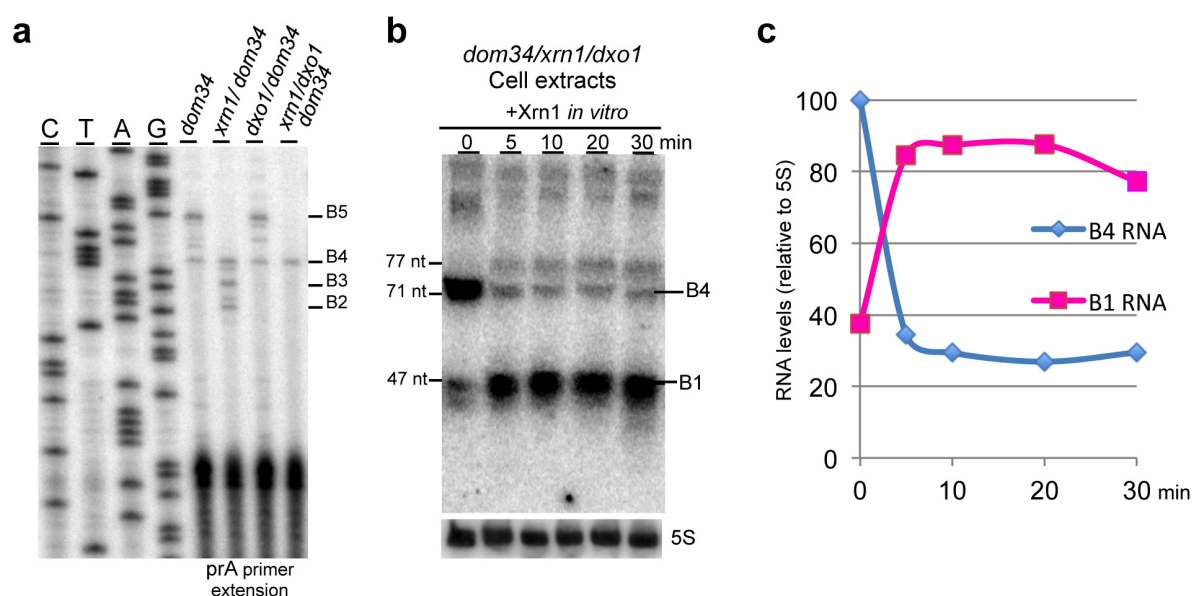 a
C T A G
dom34
xrn1/dom34
dxo1/dom34
xrn1/dxo1
dom34
B5
B4
B3
B2
prA primer
extension
b
dom34/xrn1/dxo1
Cell extracts
+Xrn1 in vitro
0 5 10 20 30 min
77 nt
71 nt
B4
47 nt
B1
5S
c
RNA levels (relative to 5S)
100
80
60
40
20
0
0 10 20 30 min
B4 RNA
B1 RNA